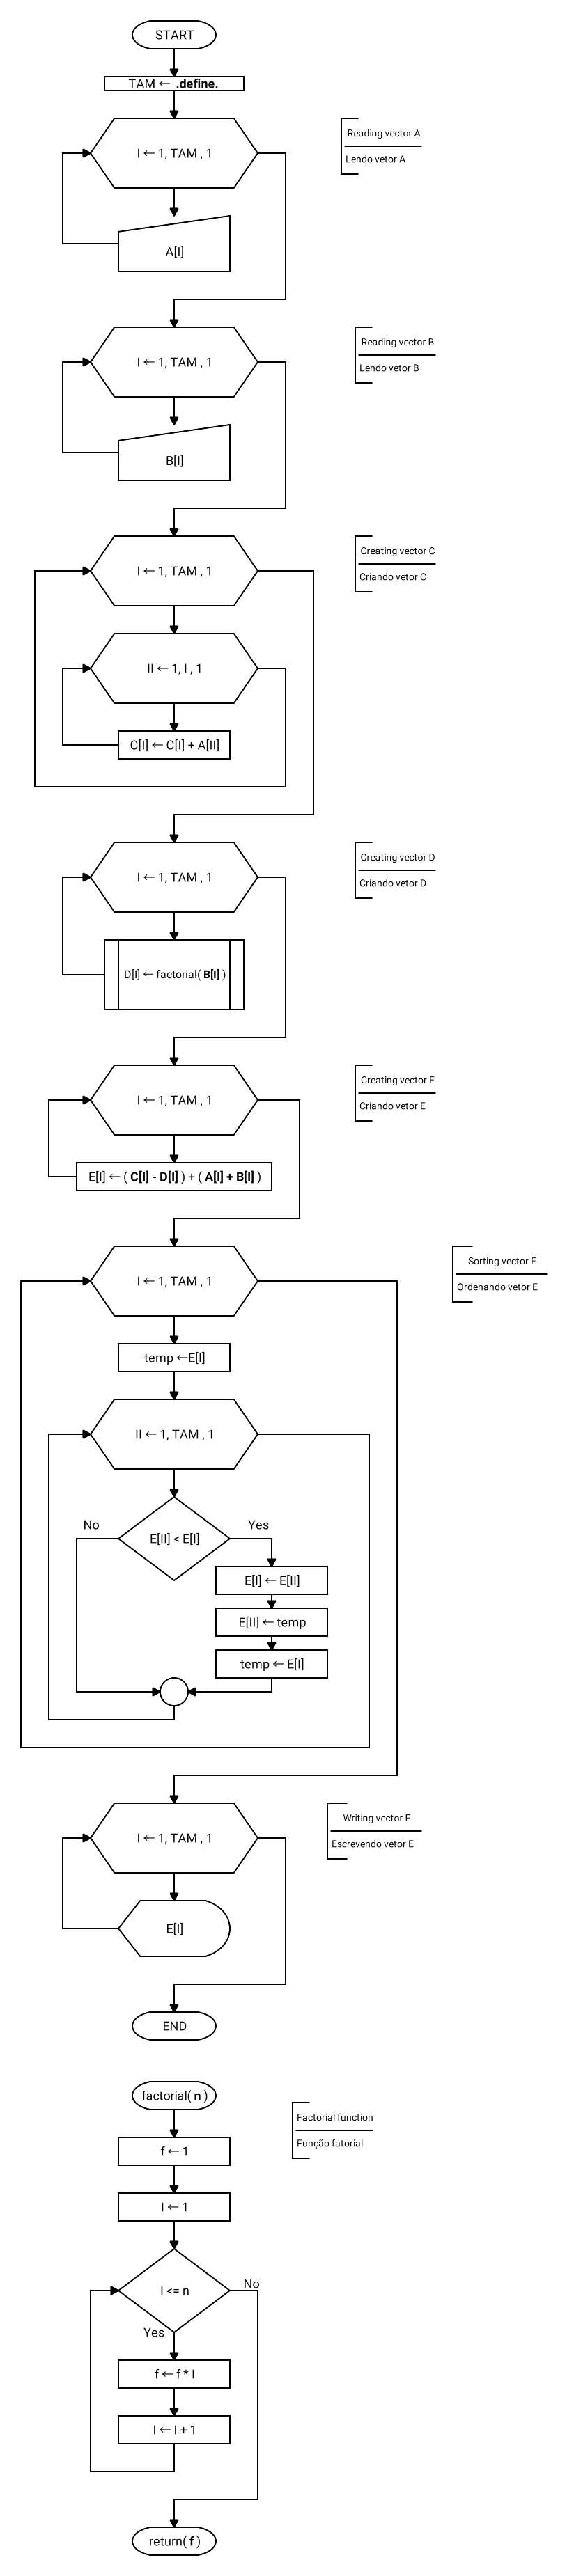 START
TAM ← .define.
I ← 1, TAM , 1
Reading vector A
Lendo vetor A
A[I]
I ← 1, TAM , 1
Reading vector B
Lendo vetor B
B[I]
I ← 1, TAM , 1
Creating vector C
Criando vetor C
II ← 1, I , 1
C[I] ← C[I] + A[II]
I ← 1, TAM , 1
Creating vector D
Criando vetor D
D[I] ← factorial( B[I] )
I ← 1, TAM , 1
Creating vector E
Criando vetor E
E[I] ← ( C[I] - D[I] ) + ( A[I] + B[I] )
I ← 1, TAM , 1
Sorting vector E
Ordenando vetor E
temp ←E[I]
II ← 1, TAM , 1
No
Yes
E[II] < E[I]
E[I] ← E[II]
E[II] ← temp
temp ← E[I]
I ← 1, TAM , 1
Writing vector E
Escrevendo vetor E
E[I]
END
factorial( n )
Factorial function
Função fatorial
f ← 1
I ← 1
I <= n
No
Yes
f ← f * I
I ← I + 1
return( f )